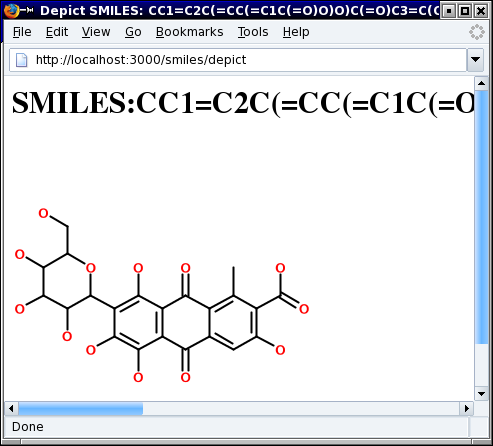 Depict SMILES: CC1=C2C(=CC(=C1C(=O)O)O)C(=O)C3=C(C
File Edit View Go Bookmarks Tools Help
http://localhost:3000/smiles/depict
SMILES:CC1=C2C(=CC(=C1C(=O
O
O
O O O O
O O
O
O O
O O
Done